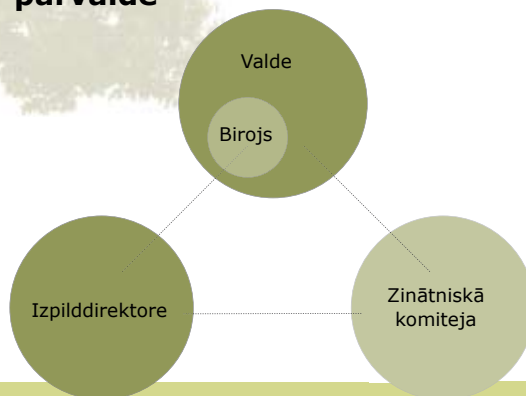 pārvalde
Valde
Birojs
Izpilddirektore
Zinātniskā
komiteja